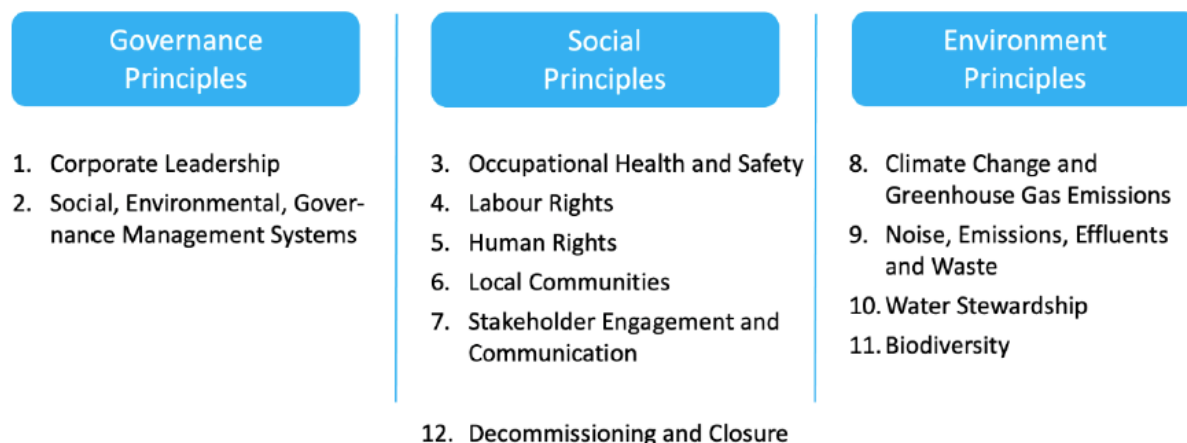 Governance
Principles
1. Corporate Leadership
2. Social, Environmental, Gover-
nance Management Systems
Social
Principles
3. Occupational Health and Safety
4. Labour Rights
5. Human Rights
6. Local Communities
7. Stakeholder Engagement and
Communication
Environment
Principles
8. Climate Change and
Greenhouse Gas Emissions
9. Noise, Emissions, Effluents
and Waste
10. Water Stewardship
11. Biodiversity
12. Decommissioning and Closure